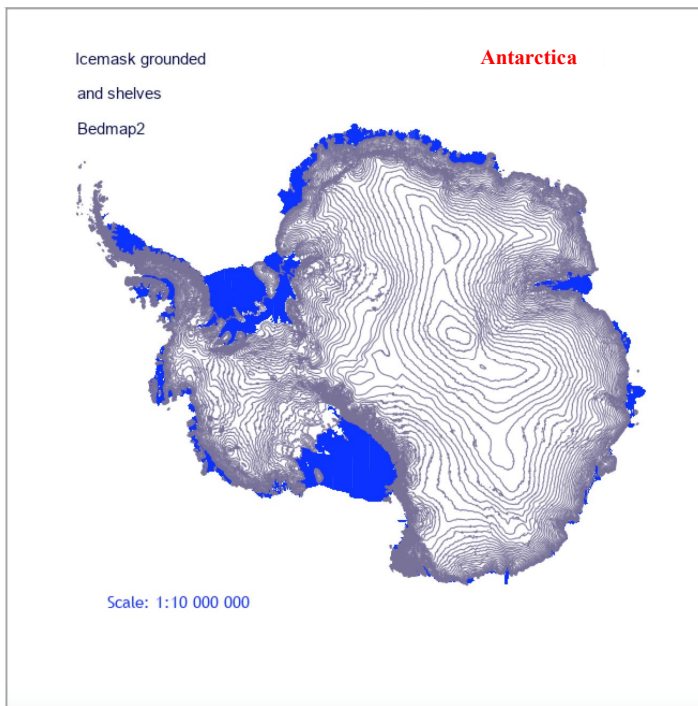 Icemask grounded
Antarctica
and shelves
Bedmap2
Scale: 1:10 000 000